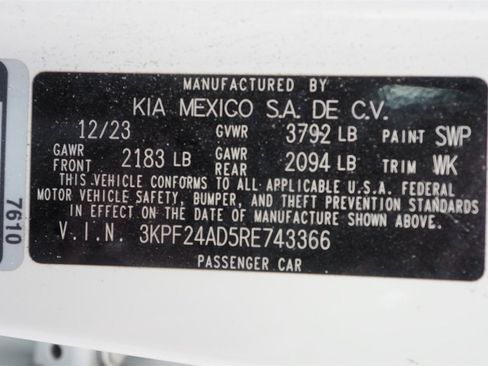 MANUFACTURED BY
KIA MEXICO S.A. DE C.V.
12/23 GVWR 3792 LB PAINT SWP
GAWR FRONT 2183 LB GAWR REAR 2094 LB TRIM WK
THIS VEHICLE CONFORMS TO ALL APPLICABLE U.S.A. FEDERAL
MOTOR VEHICLE SAFETY, BUMPER, AND THEFT PREVENTION STANDARDS
IN EFFECT ON THE DATE OF MANUFACTURE SHOWN ABOVE.
V.I.N. 3KPF24AD5RE743366
PASSENGER CAR
7610